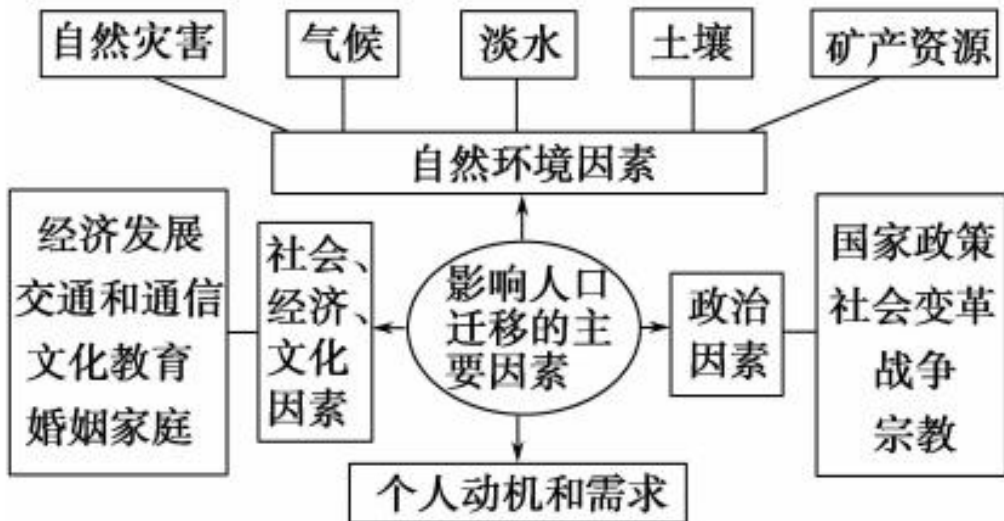 自然灾害
气候
淡水
土壤
矿产资源
自然环境因素
经济发展
交通和通信
文化教育
婚姻家庭
社会、
经济、
文化
因素
影响人口
迁移的主
要因素
政治
因素
国家政策
社会变革
战争
宗教
个人动机和需求